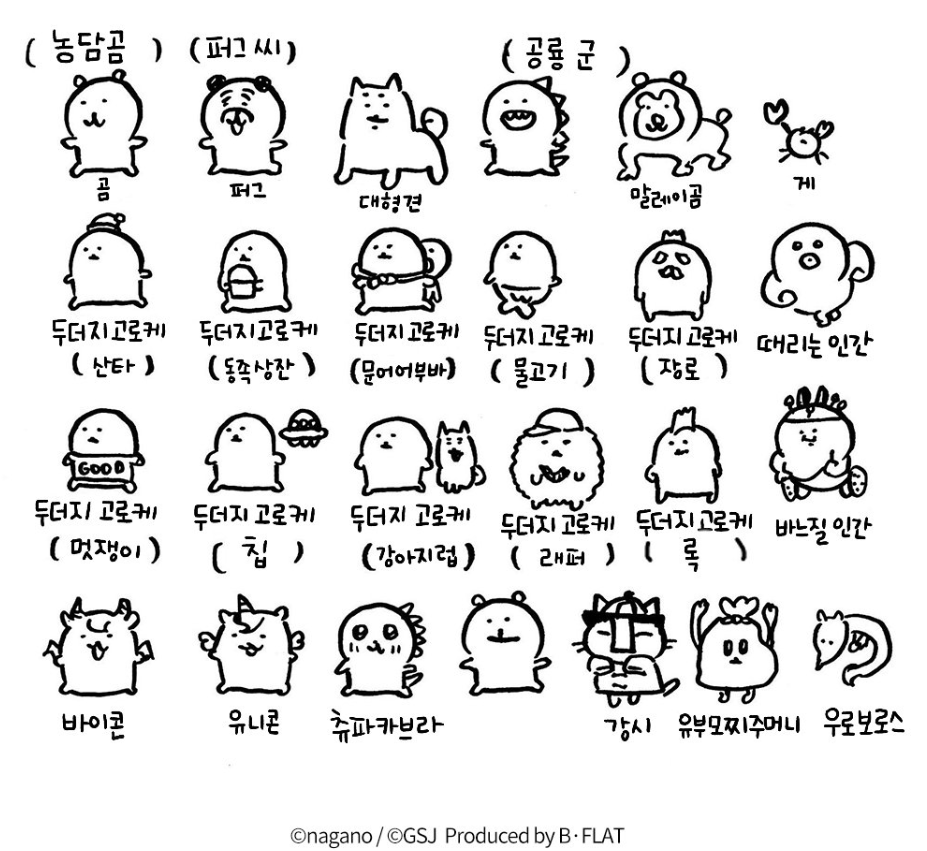 ( 농담곰 ) (퍼그 씨) ( 공룡 군 )
곰 퍼그 대형견 말레이곰 게
두더지 고로케 두더지 고로케 두더지 고로케 두더지 고로케 두더지 고로케 때리는 인간
( 산타 ) (동쪽상잔) (문어어부바) ( 물고기 ) ( 장로 )
GOOD
두더지 고로케 두더지 고로케 두더지 고로케 두더지 고로케 두더지 고로케 바느질 인간
( 멋쟁이 ) ( 칩 ) (강아지럽) ( 래퍼 ) ( 록 )
바이콘 유니콘 츄파카브라 강시 유부모찌주머니 우로보로스
©nagano / ©GSJ Produced by B·FLAT